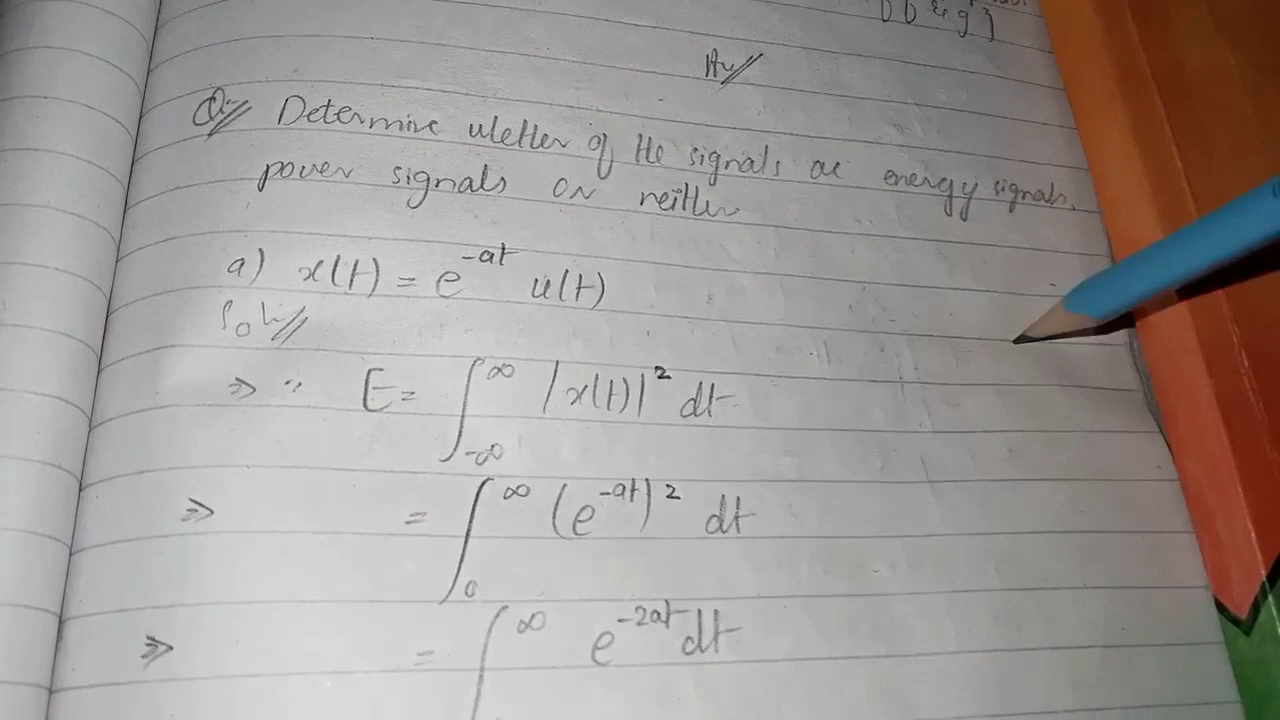 Ans
Q:- Determine whether of the signals are energy signals,
power signals or neither
a) x(t) = e^-at u(t)
Sol
⇒ ∵ E = ∫_-∞^∞ |x(t)|² dt
⇒ = ∫_0^∞ (e^-at)² dt
⇒ = ∫^∞ e^-2at dt